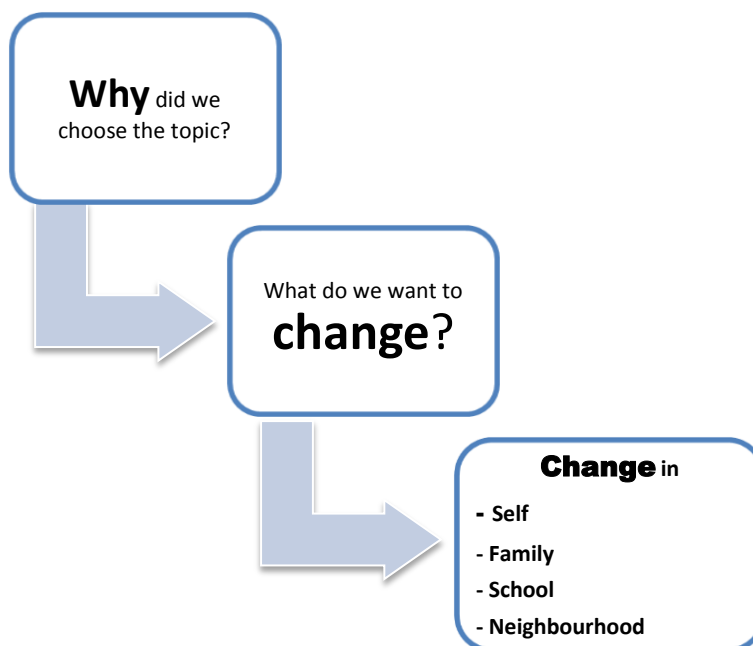 Why did we
choose the topic?
What do we want to
change?
Change in
- Self
- Family
- School
- Neighbourhood